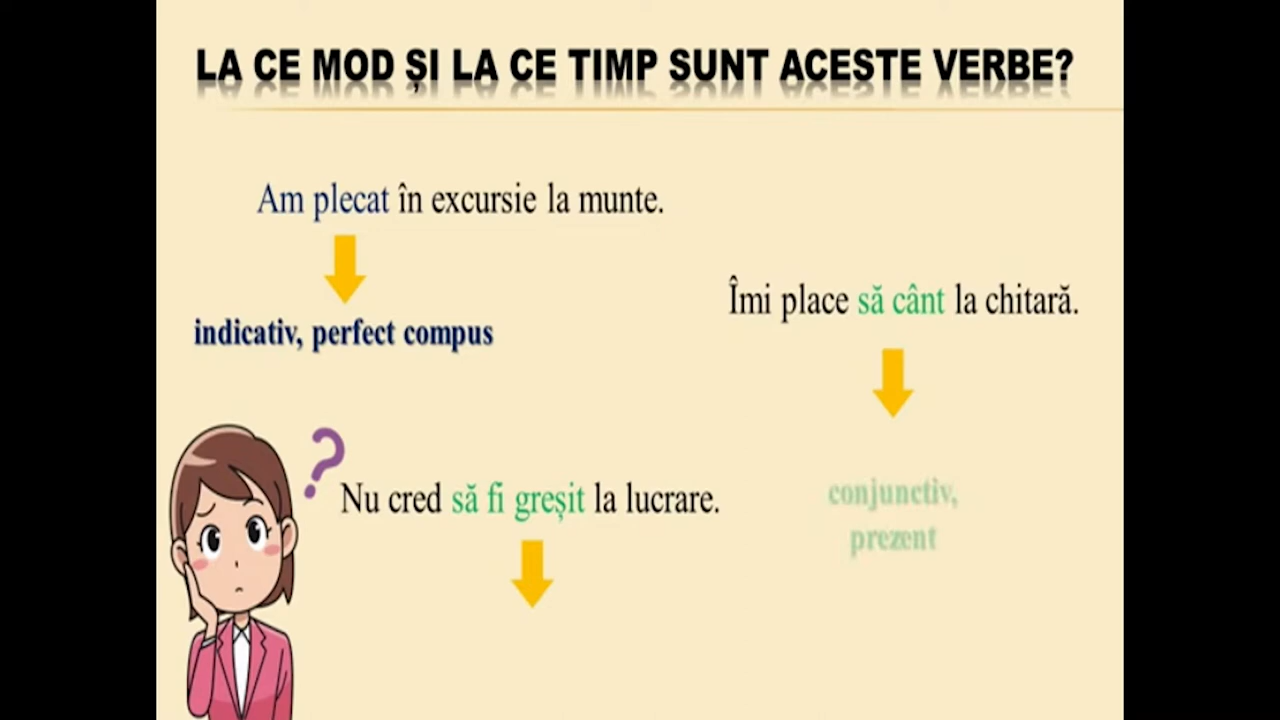 LA CE MOD ȘI LA CE TIMP SUNT ACESTE VERBE?
Am plecat în excursie la munte.
indicativ, perfect compus
Îmi place să cânt la chitară.
conjunctiv,
prezent
?
Nu cred să fi greșit la lucrare.